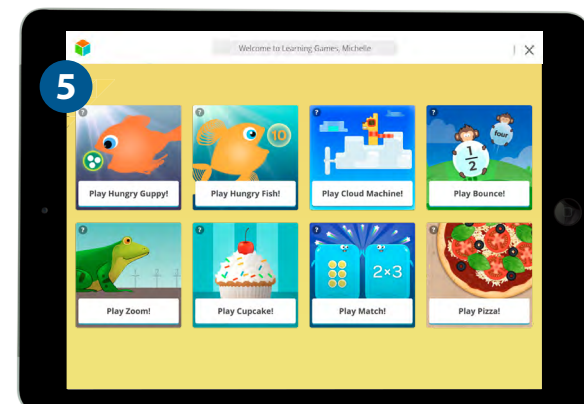 Welcome to Learning Games, Michelle
5
?
?
?
?
10
four
1
2
Play Hungry Guppy!
Play Hungry Fish!
Play Cloud Machine!
Play Bounce!
?
?
?
?
2×3
Play Zoom!
Play Cupcake!
Play Match!
Play Pizza!